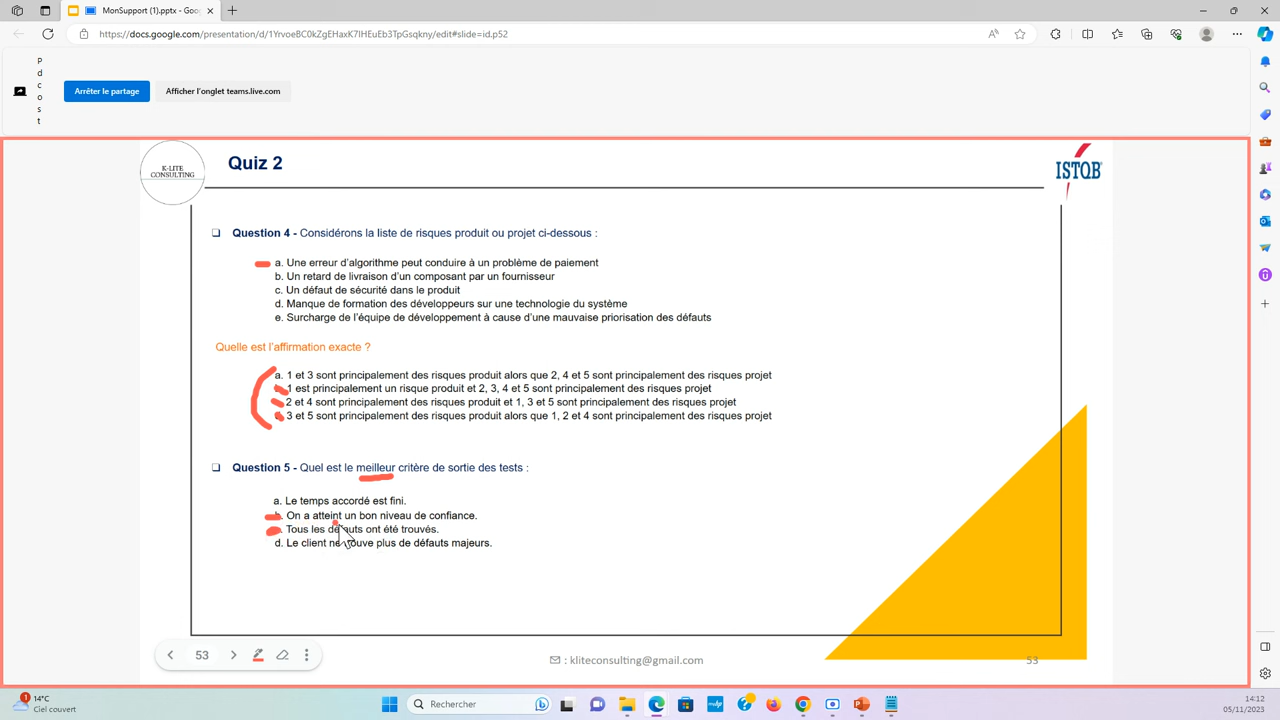 MonSupport (1).pptx - Goo
https://docs.google.com/presentation/d/1YrvoeBC0kZgEHaxK7IHEuEb3TpGsqkny/edit#slide=id.p52
P
d
c
o
s
t
Arrêter le partage
Afficher l'onglet teams.live.com
K-LITE
CONSULTING
Quiz 2
ISTQB®
Question 4 - Considérons la liste de risques produit ou projet ci-dessous :
a. Une erreur d'algorithme peut conduire à un problème de paiement
b. Un retard de livraison d'un composant par un fournisseur
c. Un défaut de sécurité dans le produit
d. Manque de formation des développeurs sur une technologie du système
e. Surcharge de l'équipe de développement à cause d'une mauvaise priorisation des défauts
Quelle est l'affirmation exacte ?
a. 1 et 3 sont principalement des risques produit alors que 2, 4 et 5 sont principalement des risques projet
1 est principalement un risque produit et 2, 3, 4 et 5 sont principalement des risques projet
2 et 4 sont principalement des risques produit et 1, 3 et 5 sont principalement des risques projet
3 et 5 sont principalement des risques produit alors que 1, 2 et 4 sont principalement des risques projet
Question 5 - Quel est le meilleur critère de sortie des tests :
a. Le temps accordé est fini.
On a atteint un bon niveau de confiance.
Tous les défauts ont été trouvés.
d. Le client ne trouve plus de défauts majeurs.
53
: kliteconsulting@gmail.com
53
1
14°C
Ciel couvert
Rechercher
14:12
05/11/2023